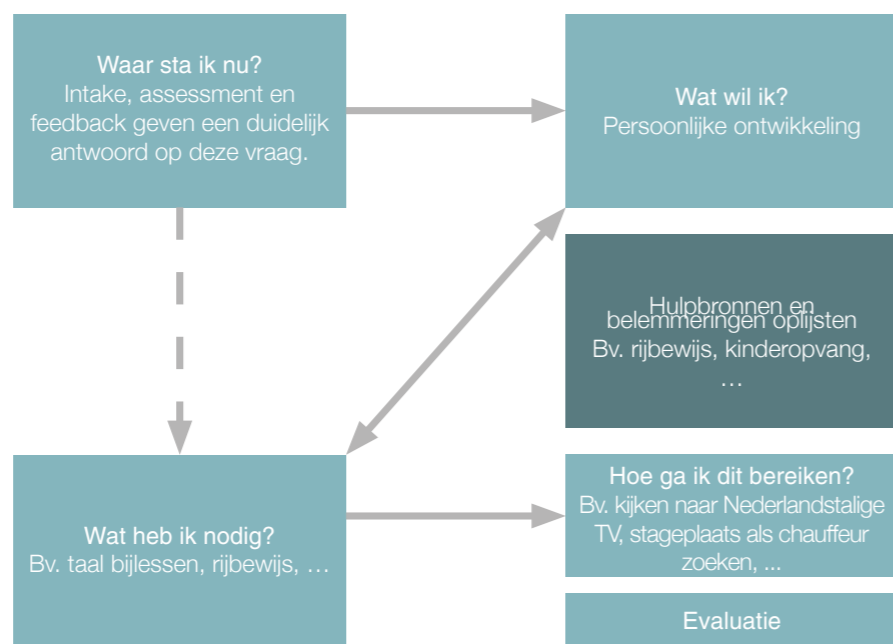 Waar sta ik nu?
Intake, assessment en
feedback geven een duidelijk
antwoord op deze vraag.
Wat wil ik?
Persoonlijke ontwikkeling
Hulpbronnen en
belemmeringen oplijsten
Bv. rijbewijs, kinderopvang,
…
Wat heb ik nodig?
Bv. taal bijlessen, rijbewijs, …
Hoe ga ik dit bereiken?
Bv. kijken naar Nederlandstalige
TV, stageplaats als chauffeur
zoeken, ...
Evaluatie